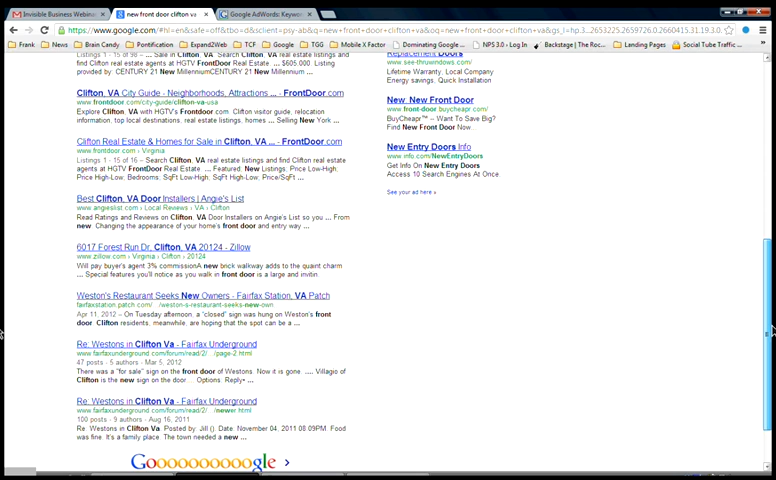 Invisible Business Webina
new front door clifton va
Google AdWords: Keywor
https://www.google.com/#hl=en&safe=off&tbo=d&sclient=psy-ab&q=new+front+door+clifton+va&oq=new+front+door+clifton+va&gs_l=hp.3...2653225.2659726.0.2660415.31.19.3.0.
Frank
News
Brain Candy
Pontification
Expand2Web
TCF
Google
TGG
Mobile X Factor
Dominating Google...
NPS 3.0 › Log In
Backstage | The Roc...
Landing Pages
Social Tube Traffic ...
find Clifton real estate agents at HGTV FrontDoor Real Estate. ... $605.000. Listing
provided by: CENTURY 21 New MillenniumCENTURY 21 New Millennium ...
Clifton, VA City Guide - Neighborhoods, Attractions ... - FrontDoor.com
www.frontdoor.com/city-guide/clifton-va-usa
Explore Clifton, VA with HGTV's Frontdoor.com Clifton visitor guide, relocation
information, top local destinations, real estate listings, homes ... Selling New York ...
Clifton Real Estate & Homes for Sale in Clifton, VA ... - FrontDoor.com
www.frontdoor.com › Virginia
Listings 1 - 15 of 16 – Search Clifton, VA real estate listings and find Clifton real estate
agents at HGTV FrontDoor Real Estate. ... Featured; New Listings; Price Low-High;
Price High-Low; Bedrooms; SqFt Low-High; SqFt High-Low; Price/SqFt ...
Best Clifton, VA Door Installers | Angie's List
www.angieslist.com › Local Reviews › VA › Clifton
Read Ratings and Reviews on Clifton, VA Door Installers on Angie's List so you ... From
new Changing the appearance of your home's front door and entry way ...
6017 Forest Run Dr, Clifton, VA 20124 - Zillow
www.zillow.com › Virginia › Clifton › 20124
Will pay buyer's agent 3% commissionA new brick walkway adds to the quant charm
... Special features you'll notice as you walk in front door is a large and invitin
Weston's Restaurant Seeks New Owners - Fairfax Station, VA Patch
fairfaxstation.patch.com/ /weston-s-restaurant-seeks-new-own
Apr 11, 2012 – On Tuesday afternoon, a "closed" sign was hung on Weston's front
door. Clifton residents, meanwhile, are hoping that the spot can be a ...
Re: Westons in Clifton Va - Fairfax Underground
www.fairfaxunderground.com/forum/read/2/ /page-2 html
47 posts - 5 authors - Mar 5, 2012
There was a "for sale" sign on the front door of Westons. Now it is gone. .... Villagio of
Clifton is the new sign on the door.... Options: Reply• ...
Re: Westons in Clifton Va - Fairfax Underground
www.fairfaxunderground.com/forum/read/2/ /newer html
100 posts - 9 authors - Aug 16, 2011
Re: Westons in Clifton Va. Posted by: Jill (). Date: November 04, 2011 08:09PM. Food
was fine. It's a family place. The town needed a new ...
Goooooooooogle
Replacement Doors
www.see-thruwindows.com/
Lifetime Warranty, Local Company
Energy savings, Quick Installation
New New Front Door
www.front-door.buycheapr.com/
BuyCheapr™ – Want To Save Big?
Find New Front Door Now.
New Entry Doors Info
www.info.com/NewEntryDoors
Get Info On New Entry Doors
Access 10 Search Engines At Once.
See your ad here »